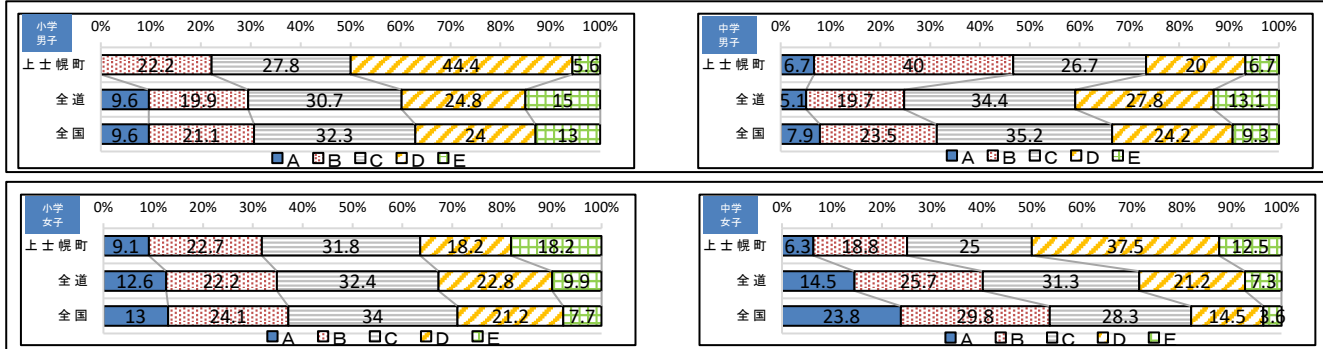 小学
男子
0% 10% 20% 30% 40% 50% 60% 70% 80% 90% 100%
上士幌町 22.2 27.8 44.4 5.6
全道 9.6 19.9 30.7 24.8 15
全国 9.6 21.1 32.3 24 13
A B C D E
中学
男子
0% 10% 20% 30% 40% 50% 60% 70% 80% 90% 100%
上士幌町 6.7 40 26.7 20 6.7
全道 5.1 19.7 34.4 27.8 13.1
全国 7.9 23.5 35.2 24.2 9.3
A B C D E
小学
女子
0% 10% 20% 30% 40% 50% 60% 70% 80% 90% 100%
上士幌町 9.1 22.7 31.8 18.2 18.2
全道 12.6 22.2 32.4 22.8 9.9
全国 13 24.1 34 21.2 7.7
A B C D E
中学
女子
0% 10% 20% 30% 40% 50% 60% 70% 80% 90% 100%
上士幌町 6.3 18.8 25 37.5 12.5
全道 14.5 25.7 31.3 21.2 7.3
全国 23.8 29.8 28.3 14.5 3.6
A B C D E